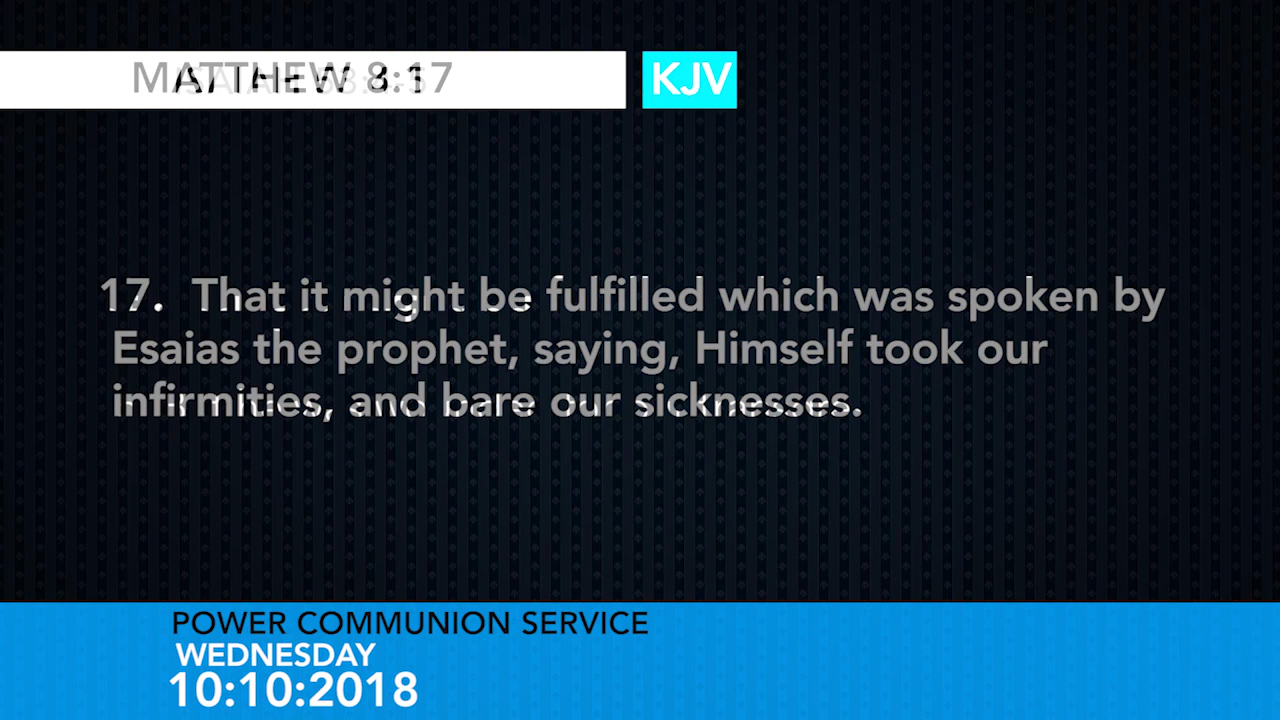 MATTHEW 8:17
KJV
17. That it might be fulfilled which was spoken by
Esaias the prophet, saying, Himself took our
infirmities, and bare our sicknesses.
POWER COMMUNION SERVICE
WEDNESDAY
10:10:2018